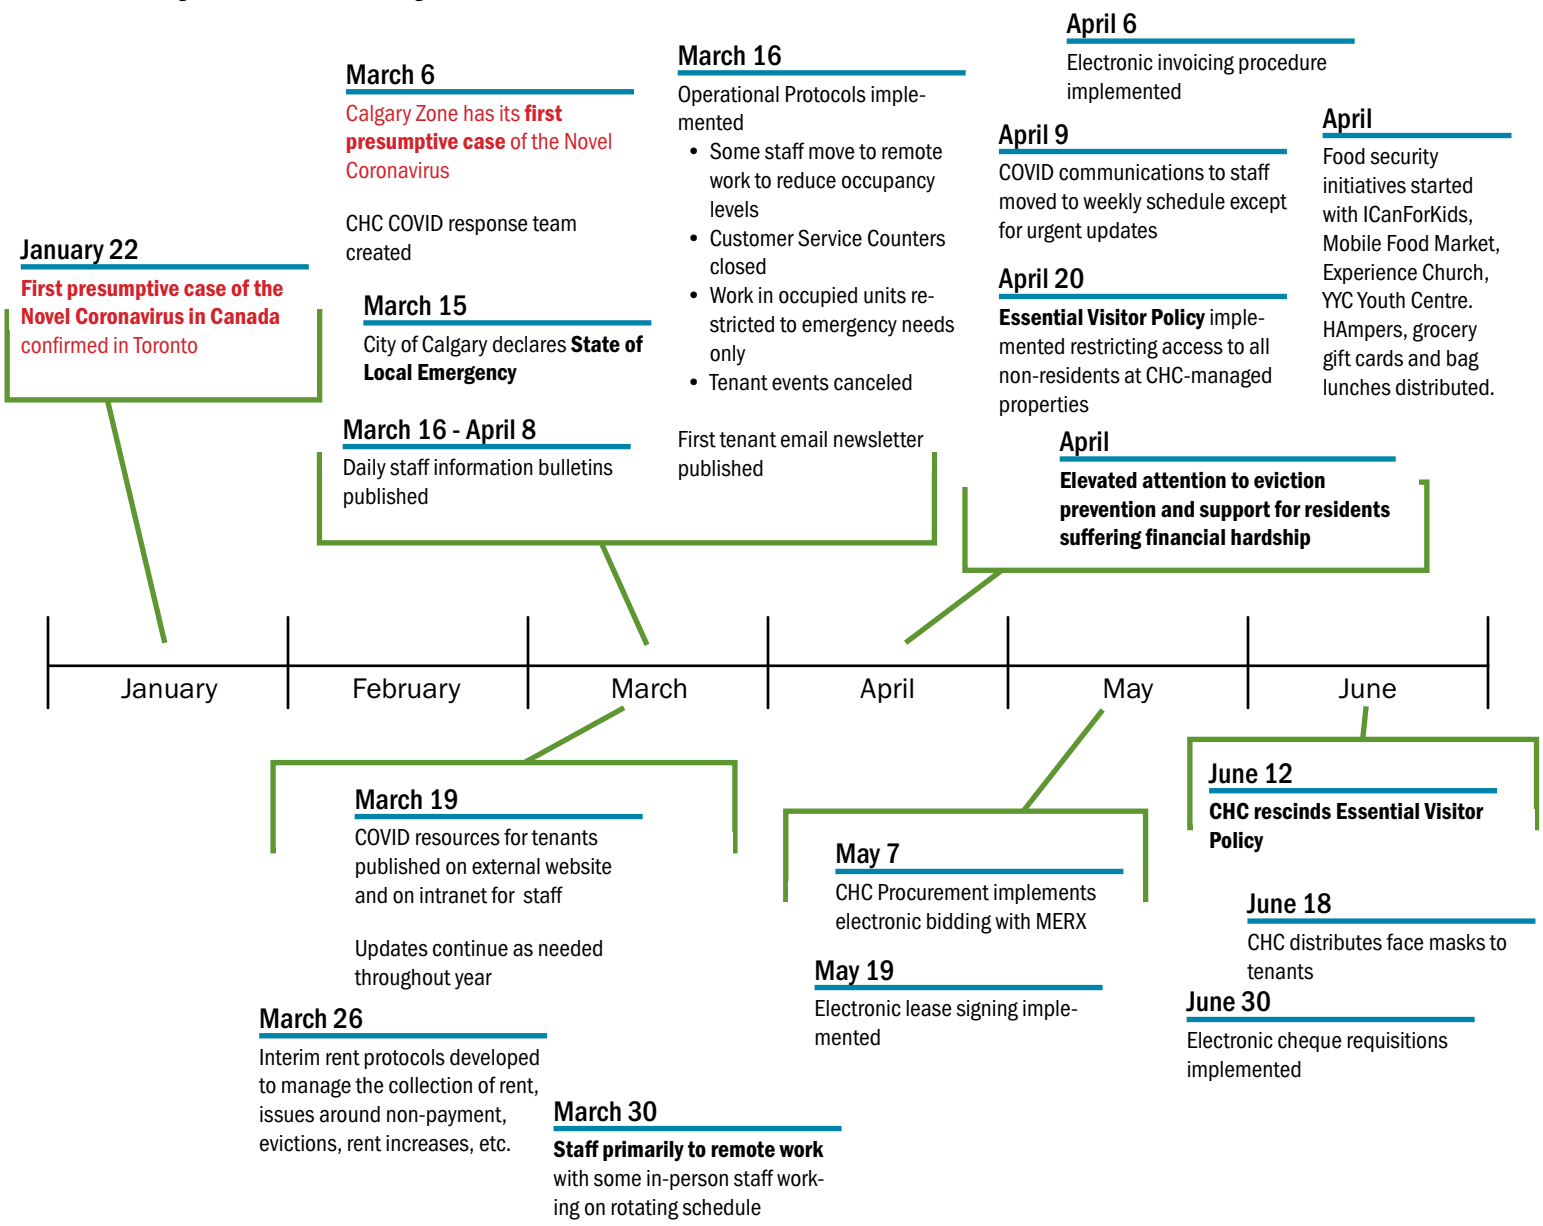 January 22
First presumptive case of the
Novel Coronavirus in Canada
confirmed in Toronto
March 6
Calgary Zone has its first
presumptive case of the Novel
Coronavirus
CHC COVID response team
created
March 15
City of Calgary declares State of
Local Emergency
March 16 - April 8
Daily staff information bulletins
published
March 16
Operational Protocols imple-
mented
• Some staff move to remote
work to reduce occupancy
levels
• Customer Service Counters
closed
• Work in occupied units re-
stricted to emergency needs
only
• Tenant events canceled
First tenant email newsletter
published
April 6
Electronic invoicing procedure
implemented
April 9
COVID communications to staff
moved to weekly schedule except
for urgent updates
April 20
Essential Visitor Policy imple-
mented restricting access to all
non-residents at CHC-managed
properties
April
Elevated attention to eviction
prevention and support for residents
suffering financial hardship
April
Food security
initiatives started
with ICanForKids,
Mobile Food Market,
Experience Church,
YYC Youth Centre.
HAmpers, grocery
gift cards and bag
lunches distributed.
January
February
March
April
May
June
March 19
COVID resources for tenants
published on external website
and on intranet for staff
Updates continue as needed
throughout year
March 26
Interim rent protocols developed
to manage the collection of rent,
issues around non-payment,
evictions, rent increases, etc.
March 30
Staff primarily to remote work
with some in-person staff work-
ing on rotating schedule
May 7
CHC Procurement implements
electronic bidding with MERX
May 19
Electronic lease signing imple-
mented
June 12
CHC rescinds Essential Visitor
Policy
June 18
CHC distributes face masks to
tenants
June 30
Electronic cheque requisitions
implemented